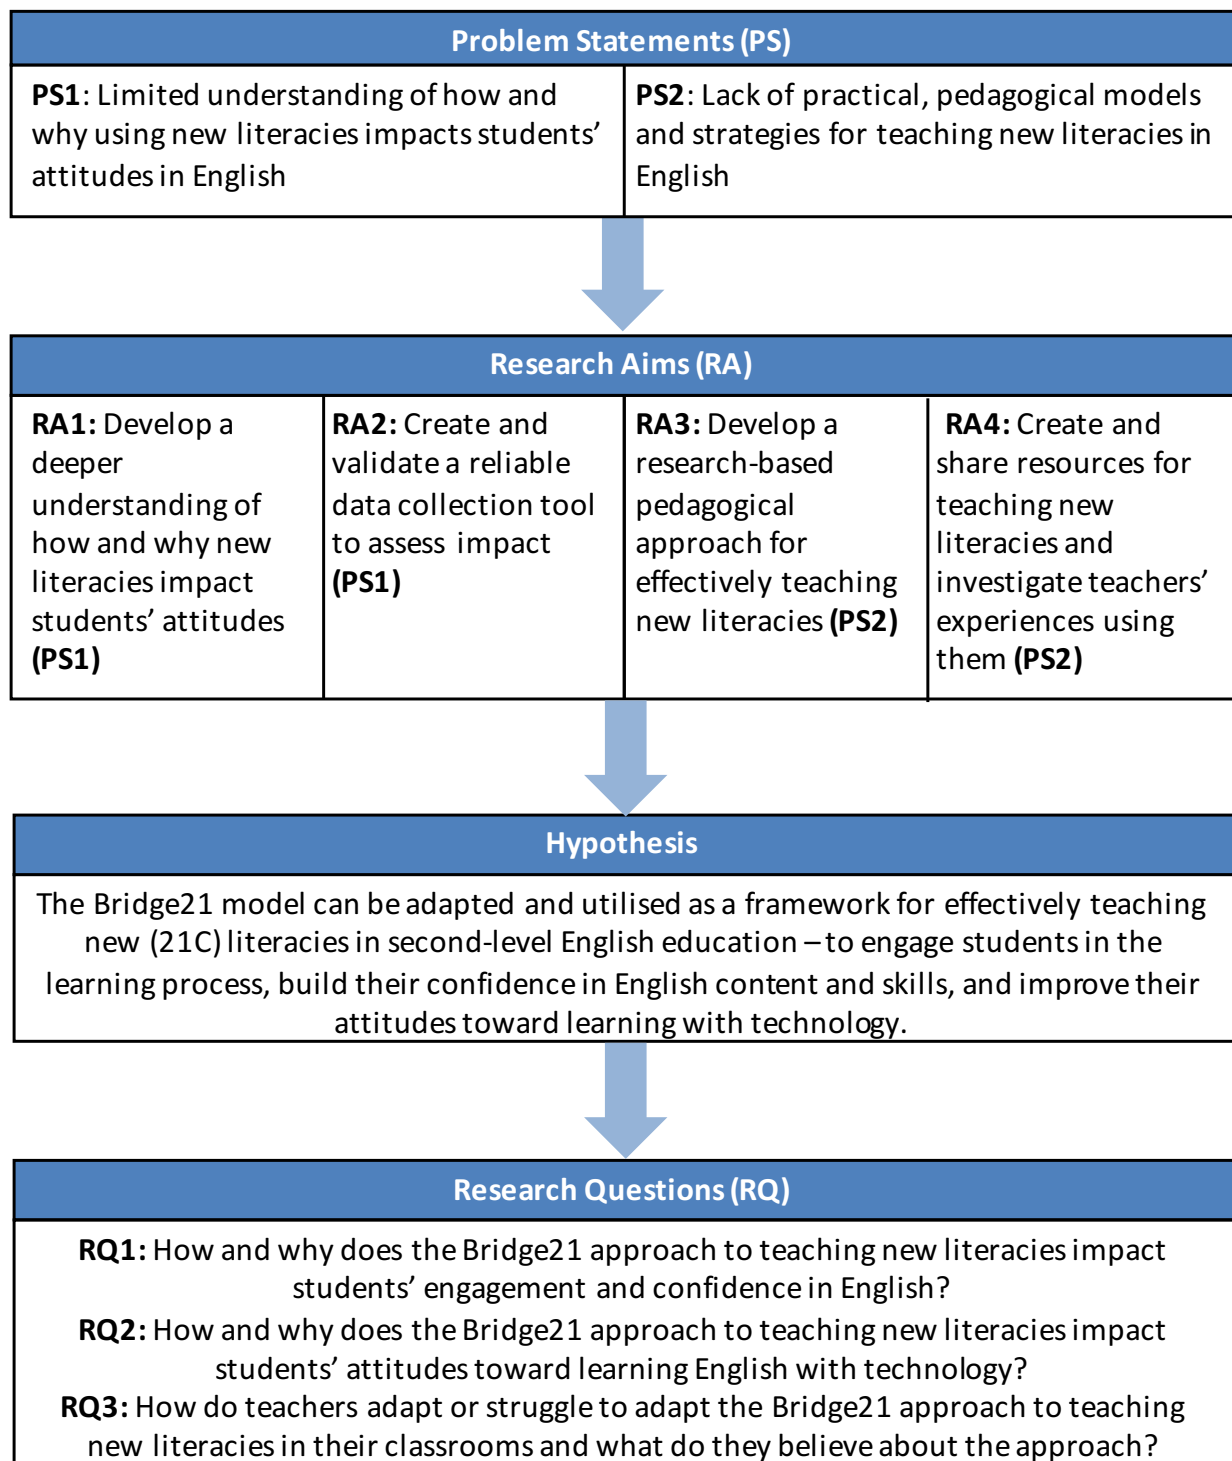 Problem Statements (PS)
PS1: Limited understanding of how and
why using new literacies impacts students’
attitudes in English
PS2: Lack of practical, pedagogical models
and strategies for teaching new literacies in
English
Research Aims (RA)
RA1: Develop a
deeper
understanding of
how and why new
literacies impact
students’ attitudes
(PS1)
RA2: Create and
validate a reliable
data collection tool
to assess impact
(PS1)
RA3: Develop a
research-based
pedagogical
approach for
effectively teaching
new literacies (PS2)
RA4: Create and
share resources for
teaching new
literacies and
investigate teachers’
experiences using
them (PS2)
Hypothesis
The Bridge21 model can be adapted and utilised as a framework for effectively teaching
new (21C) literacies in second-level English education – to engage students in the
learning process, build their confidence in English content and skills, and improve their
attitudes toward learning with technology.
Research Questions (RQ)
RQ1: How and why does the Bridge21 approach to teaching new literacies impact
students’ engagement and confidence in English?
RQ2: How and why does the Bridge21 approach to teaching new literacies impact
students’ attitudes toward learning English with technology?
RQ3: How do teachers adapt or struggle to adapt the Bridge21 approach to teaching
new literacies in their classrooms and what do they believe about the approach?